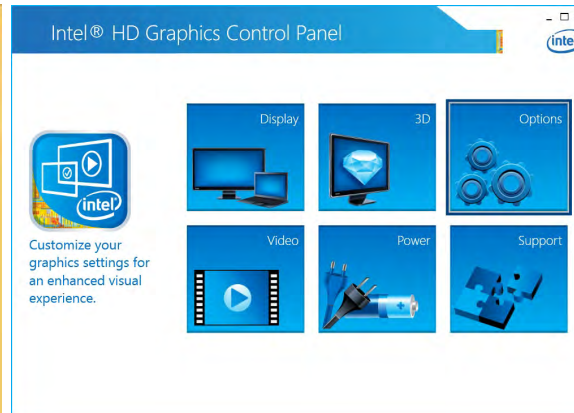 Intel® HD Graphics Control Panel
Display
3D
Options
intel
Customize your
graphics settings for
an enhanced visual
experience.
Video
Power
Support